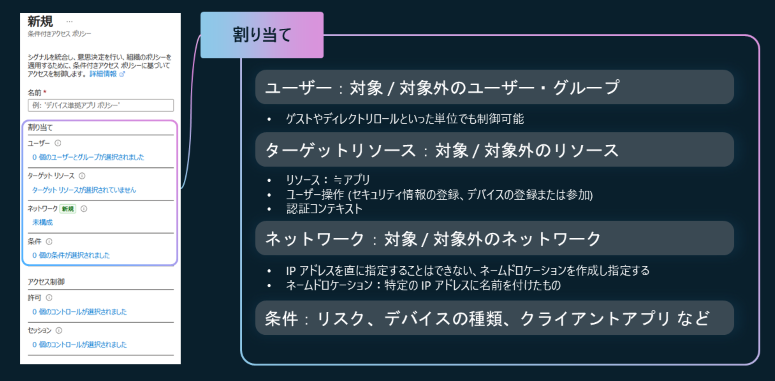 新規 …
条件付きアクセス ポリシー
シグナルを統合し、意思決定を行い、組織のポリシーを
適用するために、条件付きアクセス ポリシーに基づいて
アクセスを制御します。 詳細情報
名前 *
例: 'デバイス準拠アプリ ポリシー'
割り当て
ユーザー
0 個のユーザーとグループが選択されました
ターゲット リソース
ターゲット リソースが選択されていません
ネットワーク 新規
未構成
条件
0 個の条件が選択されました
アクセス制御
許可
0 個のコントロールが選択されました
セッション
0 個のコントロールが選択されました
割り当て
ユーザー：対象 / 対象外のユーザー・グループ
• ゲストやディレクトリロールといった単位でも制御可能
ターゲットリソース：対象 / 対象外のリソース
• リソース：≒アプリ
• ユーザー操作 (セキュリティ情報の登録、デバイスの登録または参加)
• 認証コンテキスト
ネットワーク：対象 / 対象外のネットワーク
• IP アドレスを直に指定することはできない、ネームドロケーションを作成し指定する
• ネームドロケーション：特定の IP アドレスに名前を付けたもの
条件：リスク、デバイスの種類、クライアントアプリ など